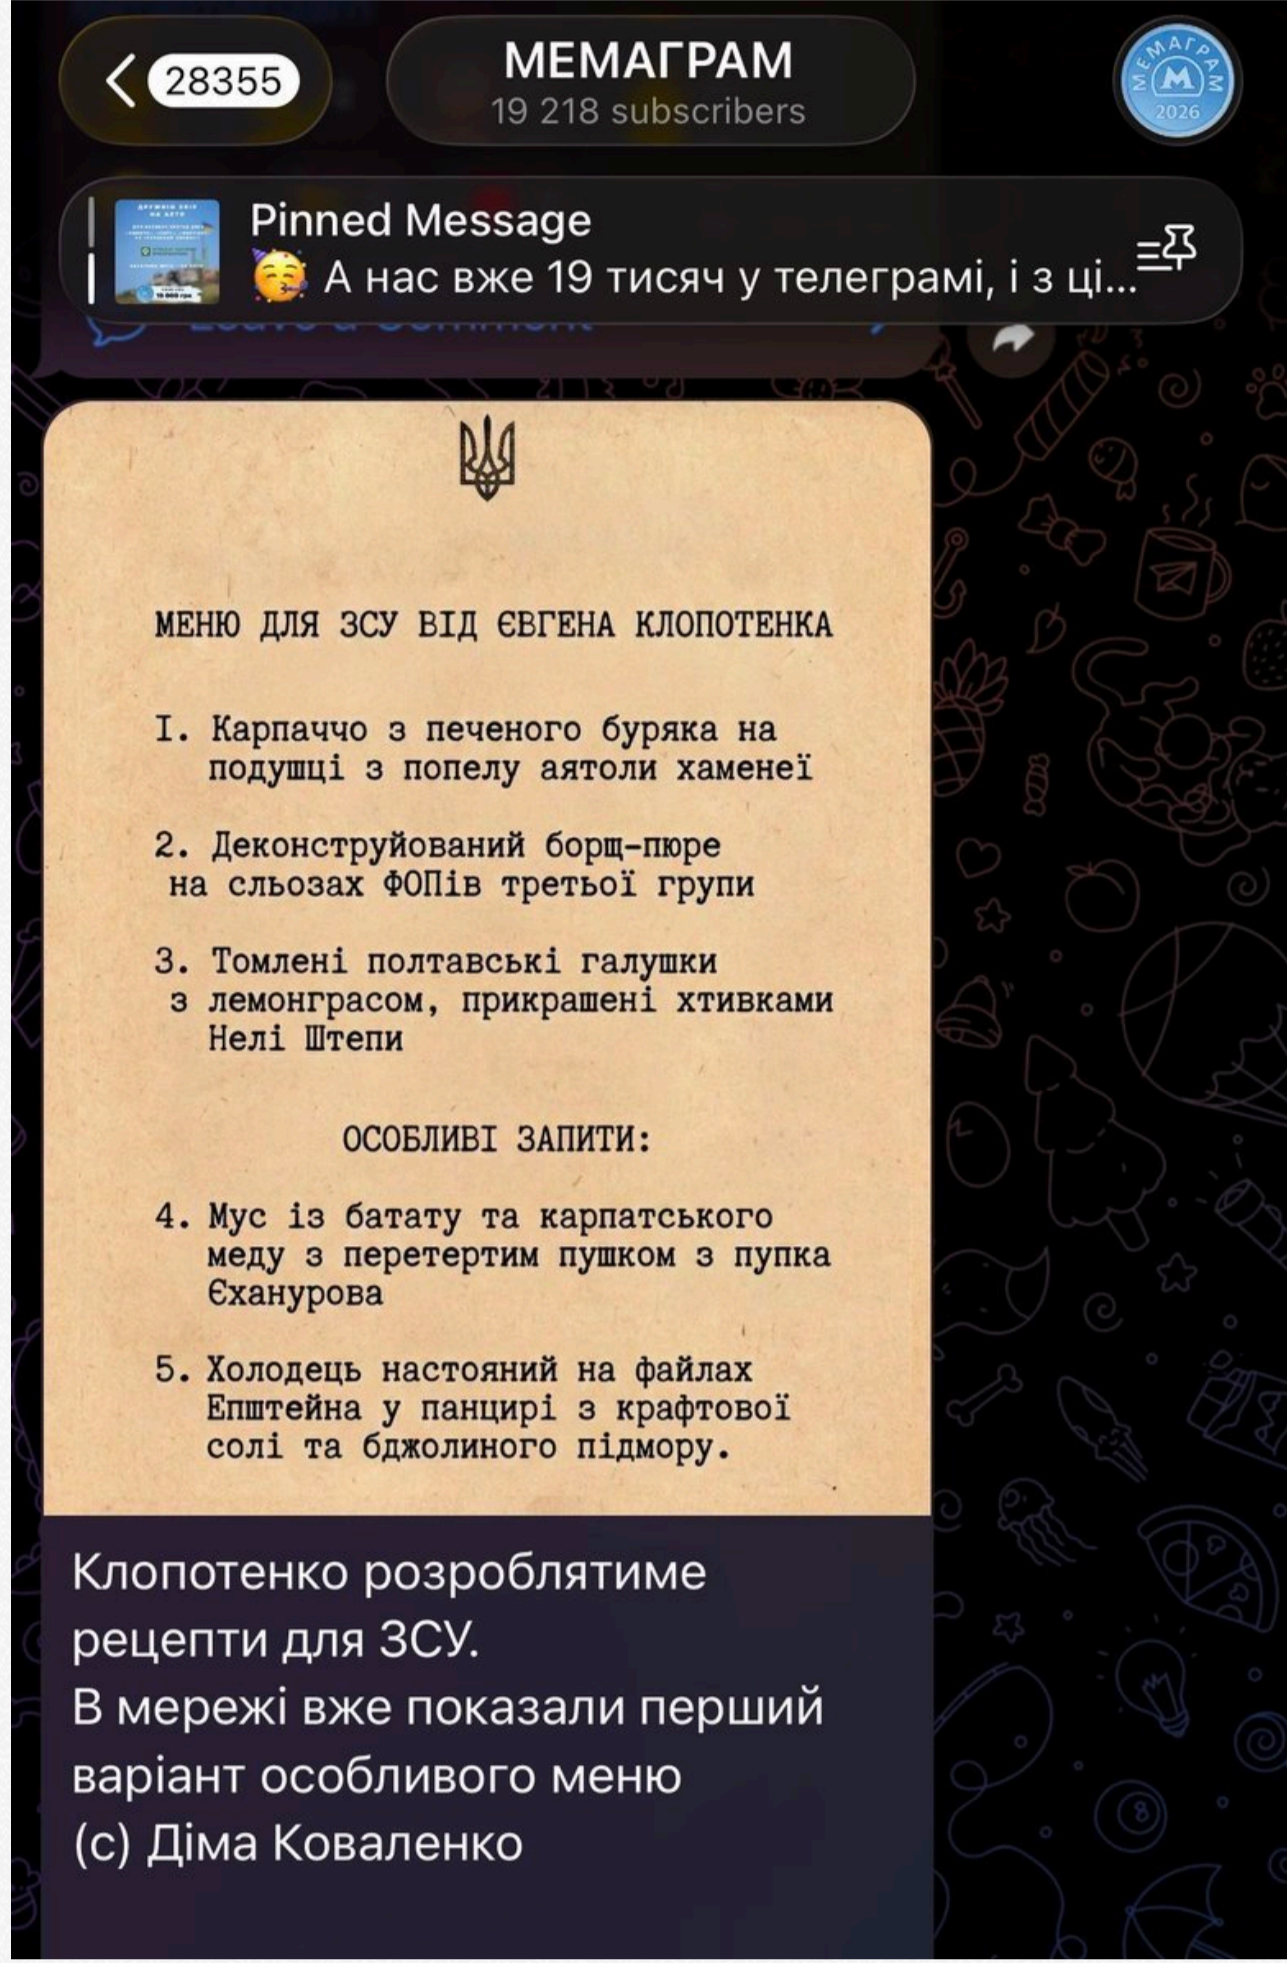 28355
МЕМАГРАМ
19 218 subscribers
МЕМАГРАМ
М
2026
Pinned Message
🥳 А нас вже 19 тисяч у телеграмі, і з ці...
Leave a Comment
МЕНЮ ДЛЯ ЗСУ ВІД ЄВГЕНА КЛОПОТЕНКА
I. Карпаччо з печеного буряка на
подушці з попелу аятоли хаменеї
2. Деконструйований борщ-пюре
на сльозах ФОПів третьої групи
3. Томлені полтавські галушки
з лемонграсом, прикрашені хтивками
Нелі Штепи
ОСОБЛИВІ ЗАПИТИ:
4. Мус із батату та карпатського
меду з перетертим пушком з пупка
Єханурова
5. Холодець настояний на файлах
Епштейна у панцирі з крафтової
солі та бджолиного підмору.
Клопотенко розроблятиме
рецепти для ЗСУ.
В мережі вже показали перший
варіант особливого меню
(с) Діма Коваленко